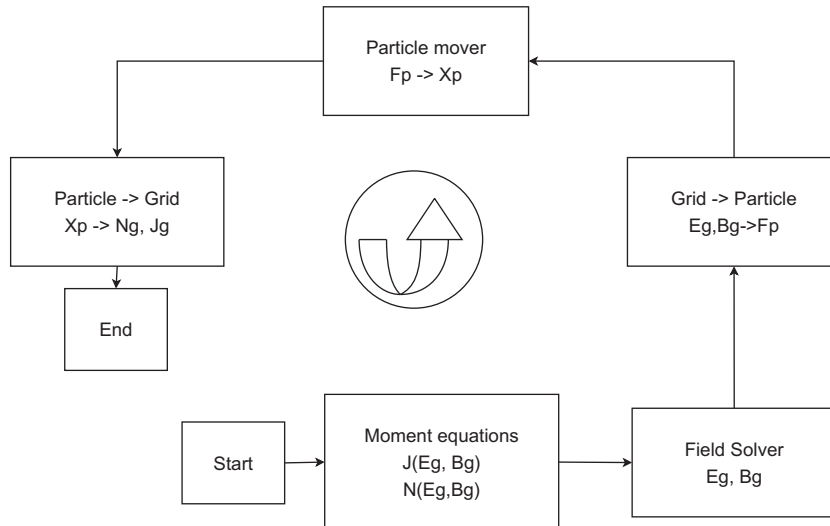 Particle mover
Fp -> Xp
Particle -> Grid
Xp -> Ng, Jg
Grid -> Particle
Eg,Bg->Fp
End
Start
Moment equations
J(Eg, Bg)
N(Eg,Bg)
Field Solver
Eg, Bg